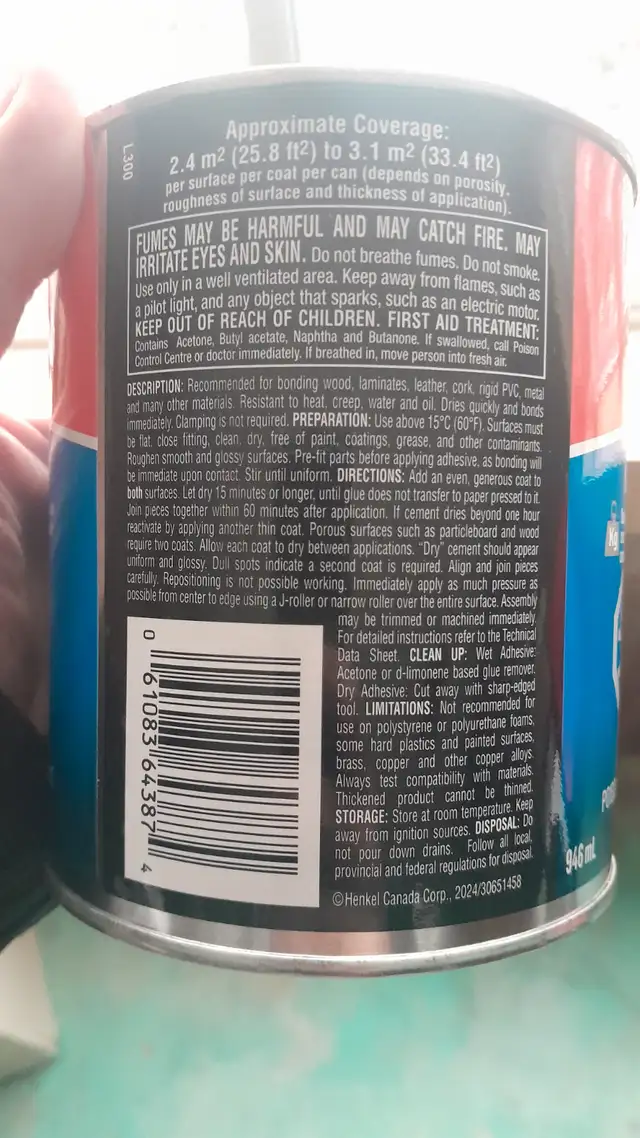 L300
Approximate Coverage:
2.4 m² (25.8 ft²) to 3.1 m² (33.4 ft²)
per surface per coat per can (depends on porosity,
roughness of surface and thickness of application).
FUMES MAY BE HARMFUL AND MAY CATCH FIRE. MAY
IRRITATE EYES AND SKIN. Do not breathe fumes. Do not smoke.
Use only in a well ventilated area. Keep away from flames, such as
a pilot light, and any object that sparks, such as an electric motor.
KEEP OUT OF REACH OF CHILDREN. FIRST AID TREATMENT:
Contains Acetone, Butyl acetate, Naphtha and Butanone. If swallowed, call Poison
Control Centre or doctor immediately. If breathed in, move person into fresh air.
DESCRIPTION: Recommended for bonding wood, laminates, leather, cork, rigid PVC, metal
and many other materials. Resistant to heat, creep, water and oil. Dries quickly and bonds
immediately. Clamping is not required. PREPARATION: Use above 15°C (60°F). Surfaces must
be flat, close fitting, clean, dry, free of paint, coatings, grease, and other contaminants.
Roughen smooth and glossy surfaces. Pre-fit parts before applying adhesive, as bonding will
be immediate upon contact. Stir until uniform. DIRECTIONS: Add an even, generous coat to
both surfaces. Let dry 15 minutes or longer, until glue does not transfer to paper pressed to it.
Join pieces together within 60 minutes after application. If cement dries beyond one hour
reactivate by applying another thin coat. Porous surfaces such as particleboard and wood
require two coats. Allow each coat to dry between applications. "Dry" cement should appear
uniform and glossy. Dull spots indicate a second coat is required. Align and join pieces
carefully. Repositioning is not possible working. Immediately apply as much pressure as
possible from center to edge using a J-roller or narrow roller over the entire surface. Assembly
may be trimmed or machined immediately.
For detailed instructions refer to the Technical
Data Sheet. CLEAN UP: Wet Adhesive:
Acetone or d-limonene based glue remover.
Dry Adhesive: Cut away with sharp-edged
tool. LIMITATIONS: Not recommended for
use on polystyrene or polyurethane foams,
some hard plastics and painted surfaces,
brass, copper and other copper alloys.
Always test compatibility with materials.
Thickened product cannot be thinned.
STORAGE: Store at room temperature. Keep
away from ignition sources. DISPOSAL: Do
not pour down drains. Follow all local,
provincial and federal regulations for disposal.
©Henkel Canada Corp., 2024/30651458
0 61083 64387 4
Kg
946 mL